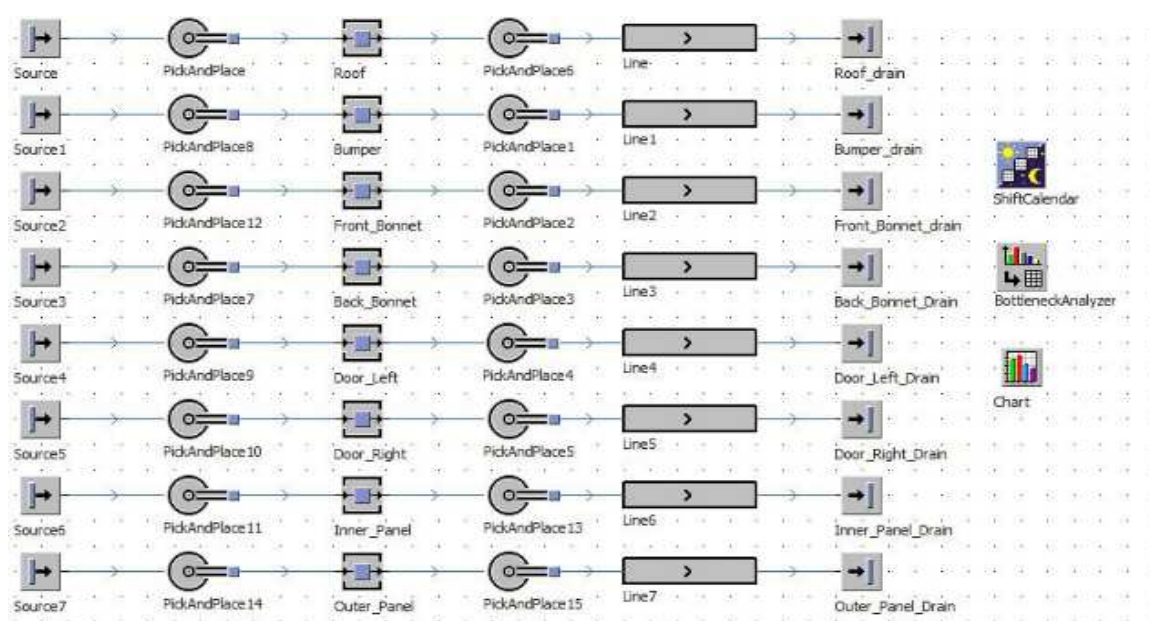 Source PickAndPlace Roof PickAndPlace6 Line Roof_drain
Source1 PickAndPlace8 Bumper PickAndPlace1 Line1 Bumper_drain
Source2 PickAndPlace12 Front_Bonnet PickAndPlace2 Line2 Front_Bonnet_drain ShiftCalendar
Source3 PickAndPlace7 Back_Bonnet PickAndPlace3 Line3 Back_Bonnet_Drain BottleneckAnalyzer
Source4 PickAndPlace9 Door_Left PickAndPlace4 Line4 Door_Left_Drain Chart
Source5 PickAndPlace10 Door_Right PickAndPlace5 Line5 Door_Right_Drain
Source6 PickAndPlace11 Inner_Panel PickAndPlace13 Line6 Inner_Panel_Drain
Source7 PickAndPlace14 Outer_Panel PickAndPlace15 Line7 Outer_Panel_Drain